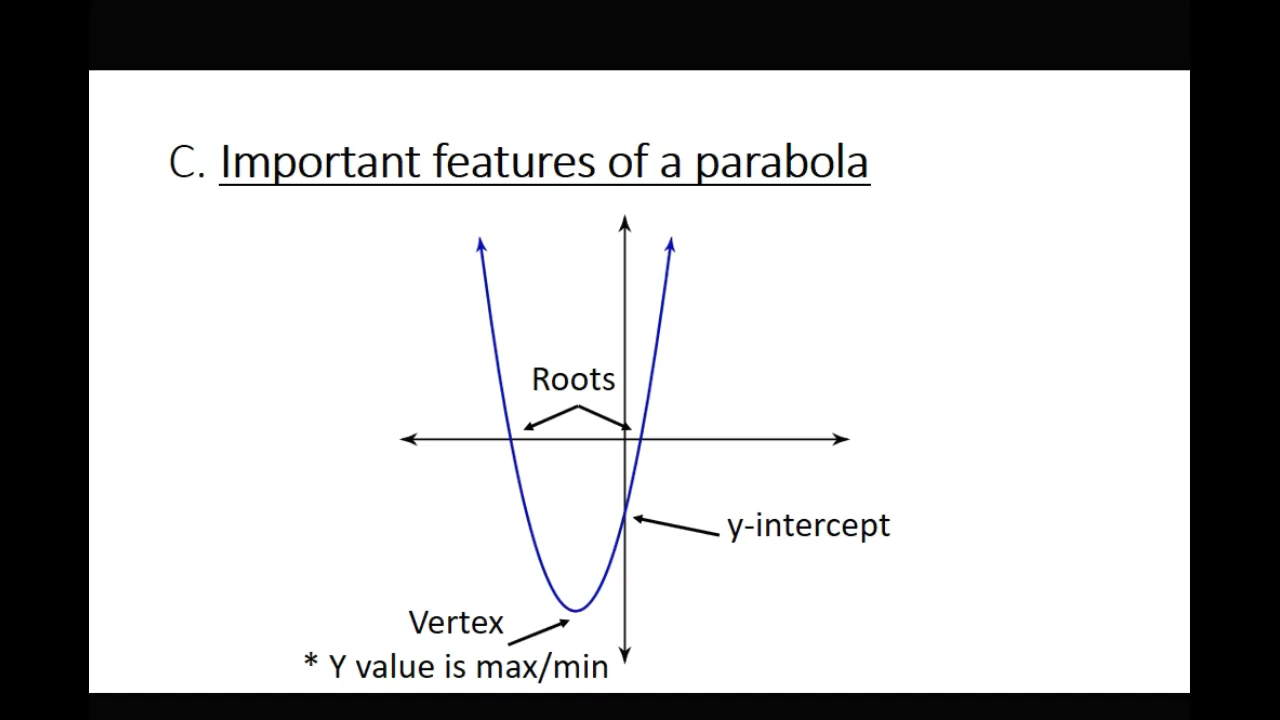 C. Important features of a parabola
Roots
y-intercept
Vertex
* Y value is max/min